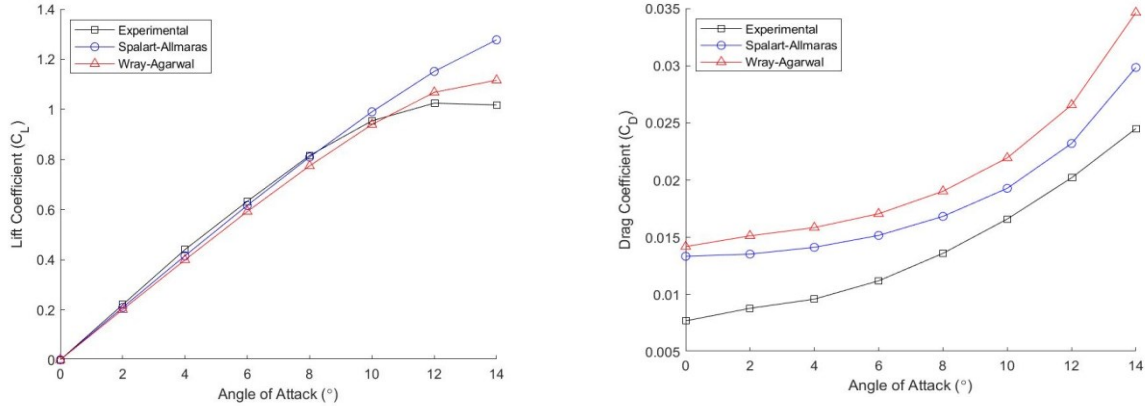 1.4
1.2
1
0.8
0.6
0.4
0.2
0
Lift Coefficient (C_L)
Experimental
Spalart-Allmaras
Wray-Agarwal
0 2 4 6 8 10 12 14
Angle of Attack (°)
0.035
0.03
0.025
0.02
0.015
0.01
0.005
Drag Coefficient (C_D)
Experimental
Spalart-Allmaras
Wray-Agarwal
0 2 4 6 8 10 12 14
Angle of Attack (°)